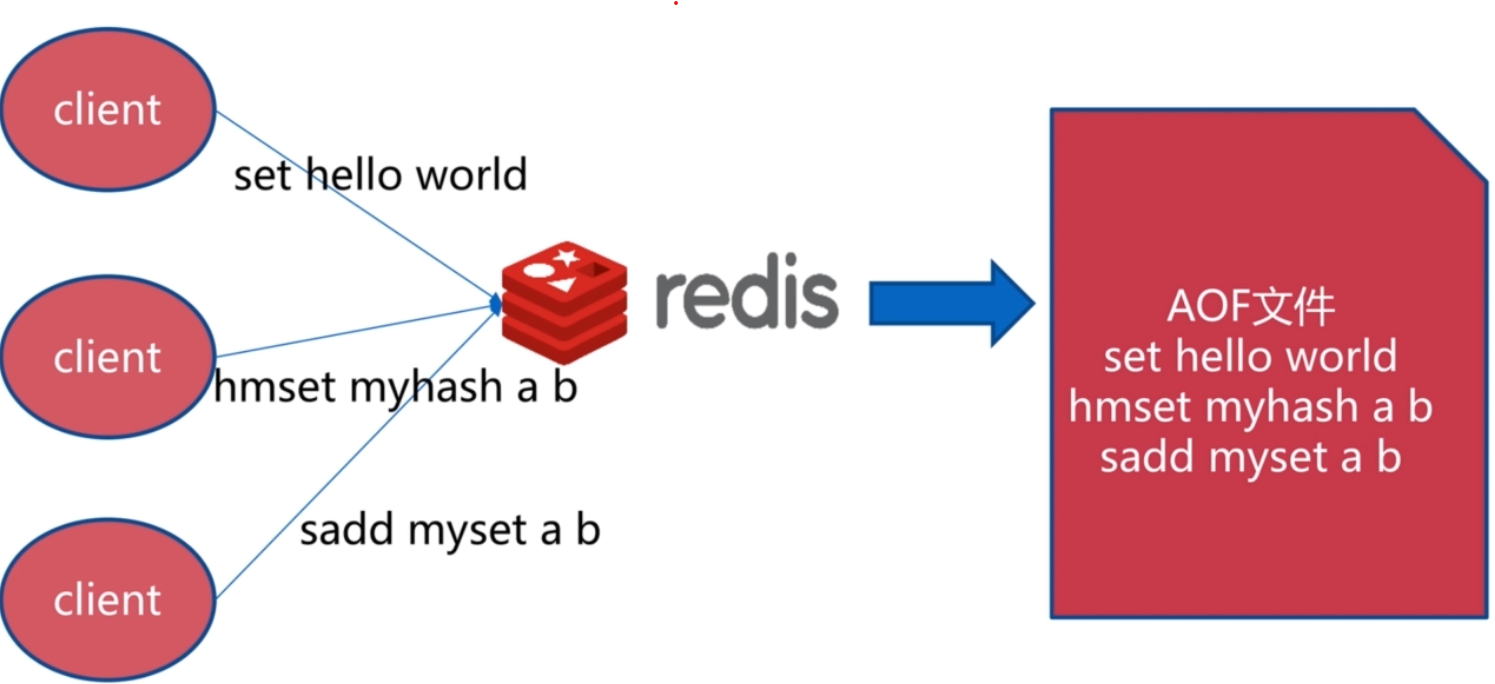 client
set hello world
client
hmset myhash a b
client
sadd myset a b
redis
AOF文件
set hello world
hmset myhash a b
sadd myset a b